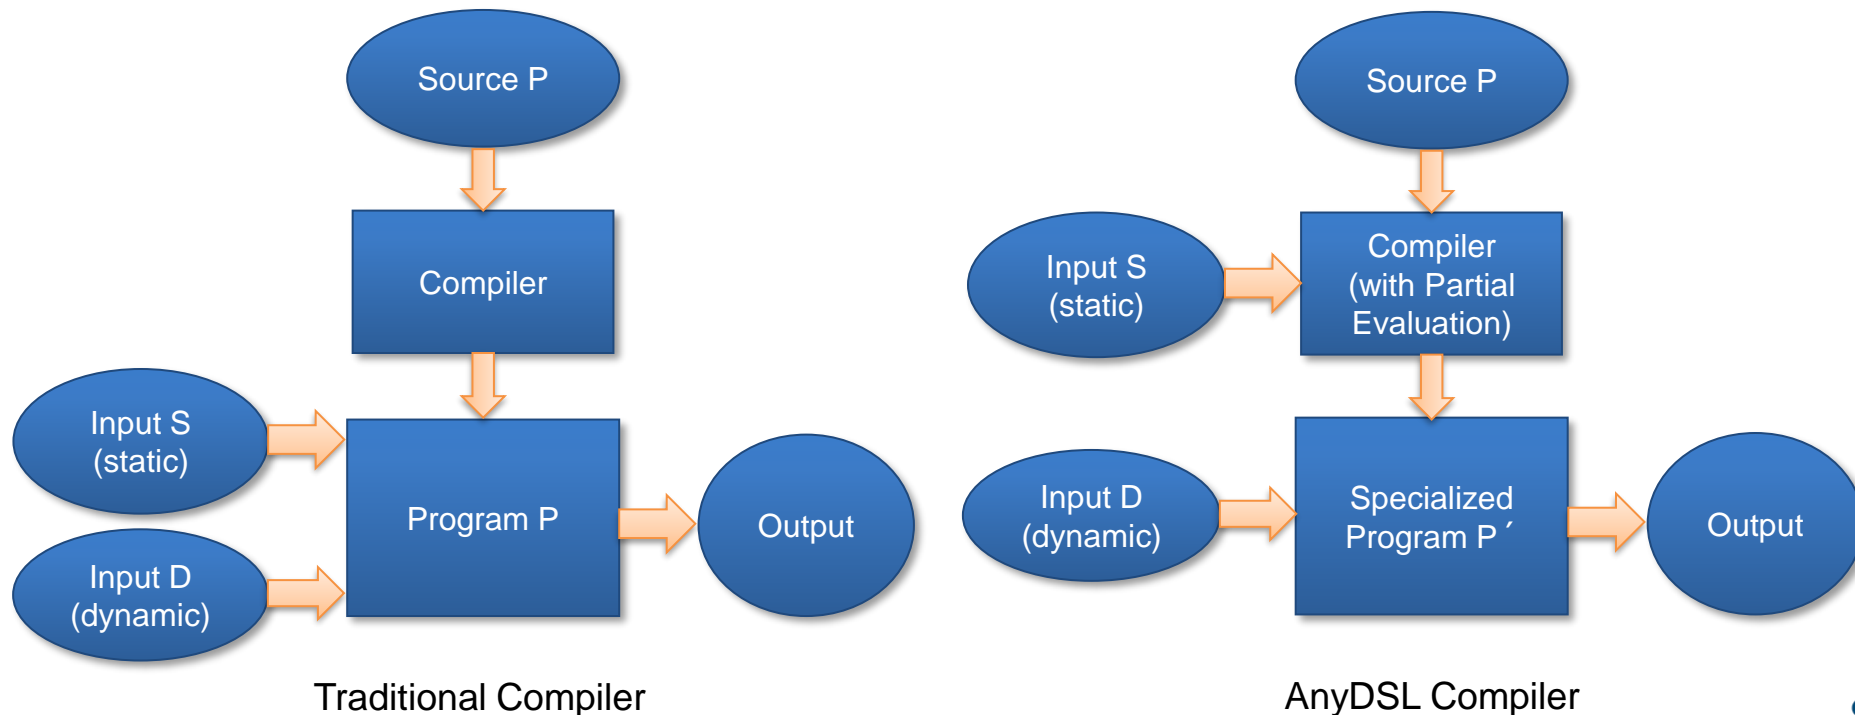 Source P
Compiler
Input S
(static)
Program P
Input D
(dynamic)
Output
Traditional Compiler
Source P
Input S
(static)
Compiler
(with Partial
Evaluation)
Input D
(dynamic)
Specialized
Program P´
Output
AnyDSL Compiler